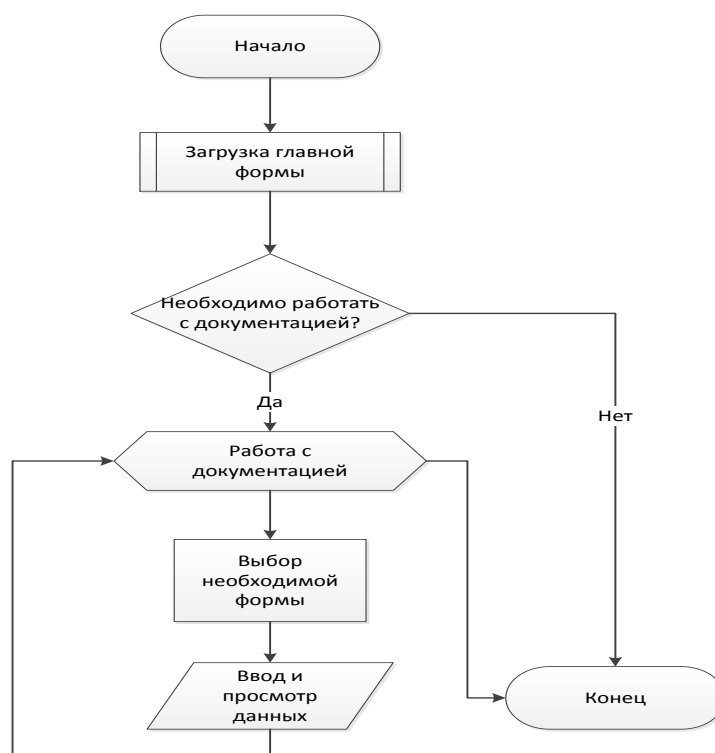 Начало
Загрузка главной
формы
Необходимо работать
с документацией?
Да
Нет
Работа с
документацией
Выбор
необходимой
формы
Ввод и
просмотр
данных
Конец